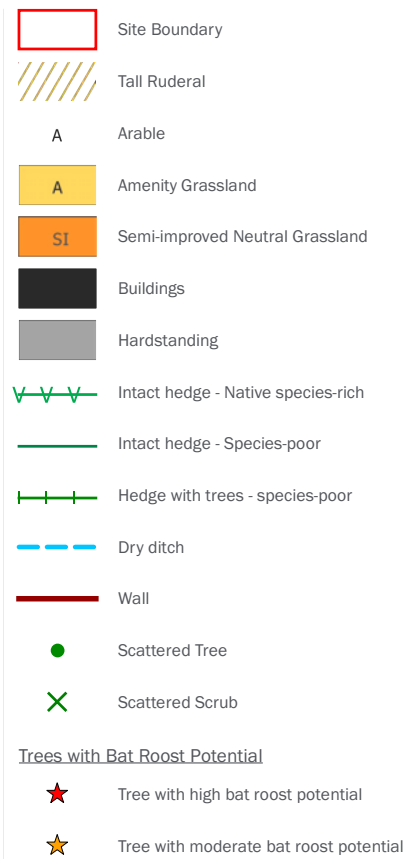 Site Boundary
Tall Ruderal
A Arable
A Amenity Grassland
SI Semi-improved Neutral Grassland
Buildings
Hardstanding
Intact hedge - Native species-rich
Intact hedge - Species-poor
Hedge with trees - species-poor
Dry ditch
Wall
Scattered Tree
Scattered Scrub
Trees with Bat Roost Potential
Tree with high bat roost potential
Tree with moderate bat roost potential